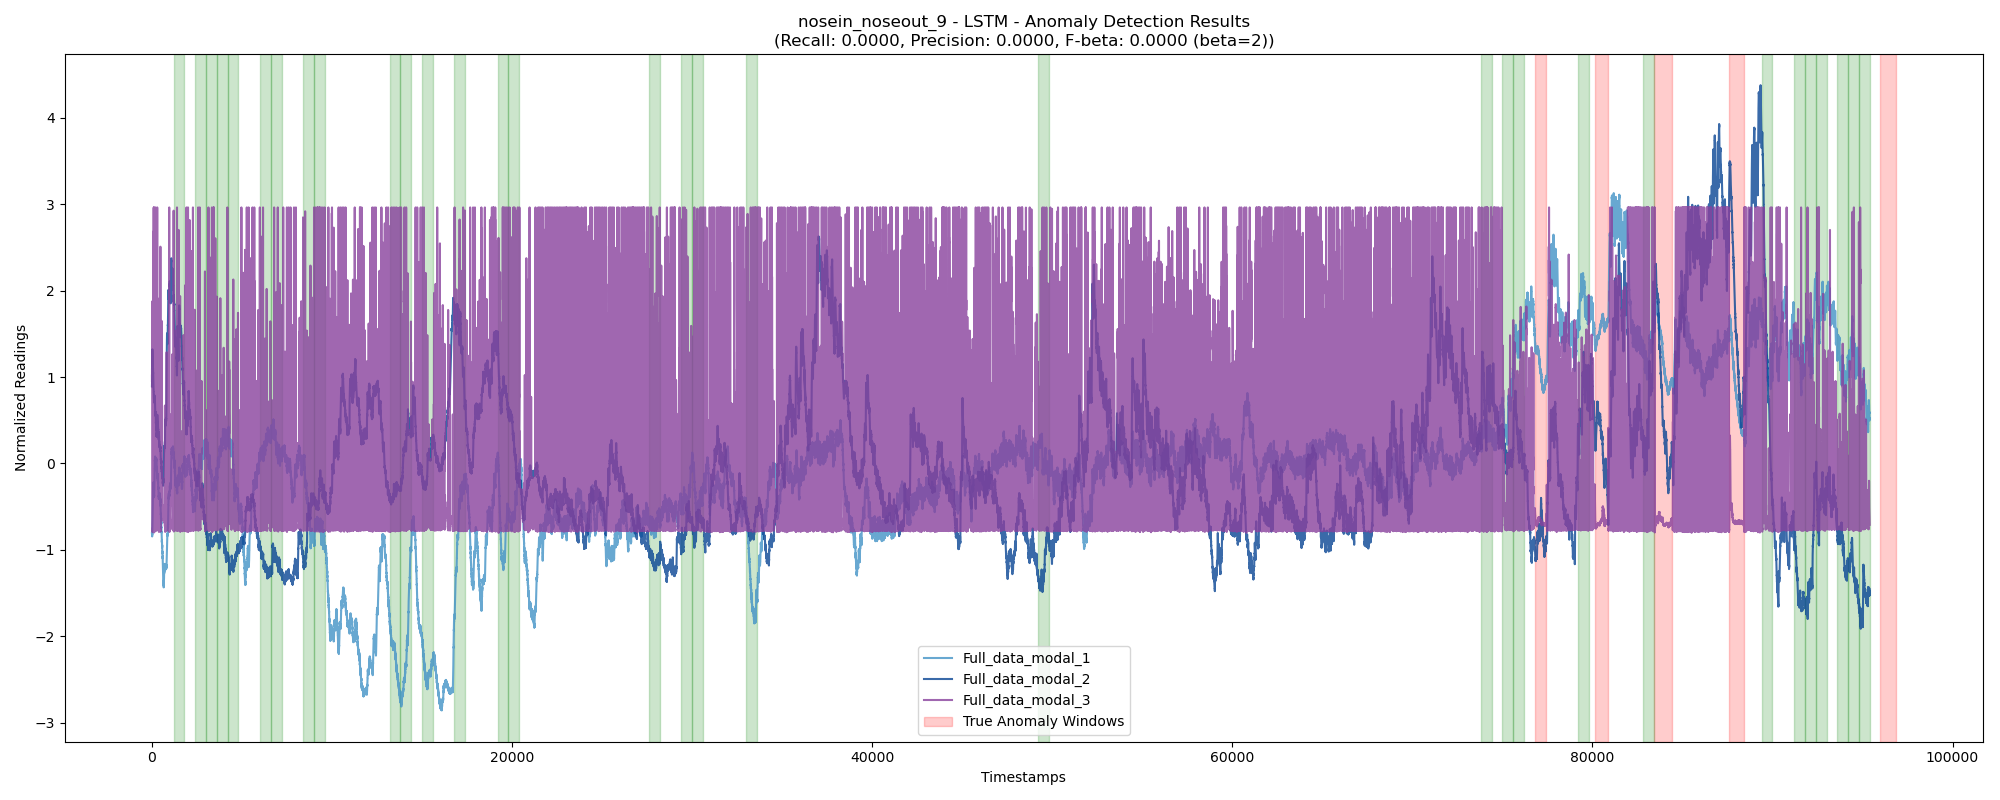 nosein_noseout_9 - LSTM - Anomaly Detection Results
(Recall: 0.0000, Precision: 0.0000, F-beta: 0.0000 (beta=2))
Normalized Readings
4
3
2
1
0
−1
−2
−3
Full_data_modal_1
Full_data_modal_2
Full_data_modal_3
True Anomaly Windows
0 20000 40000 60000 80000 100000
Timestamps